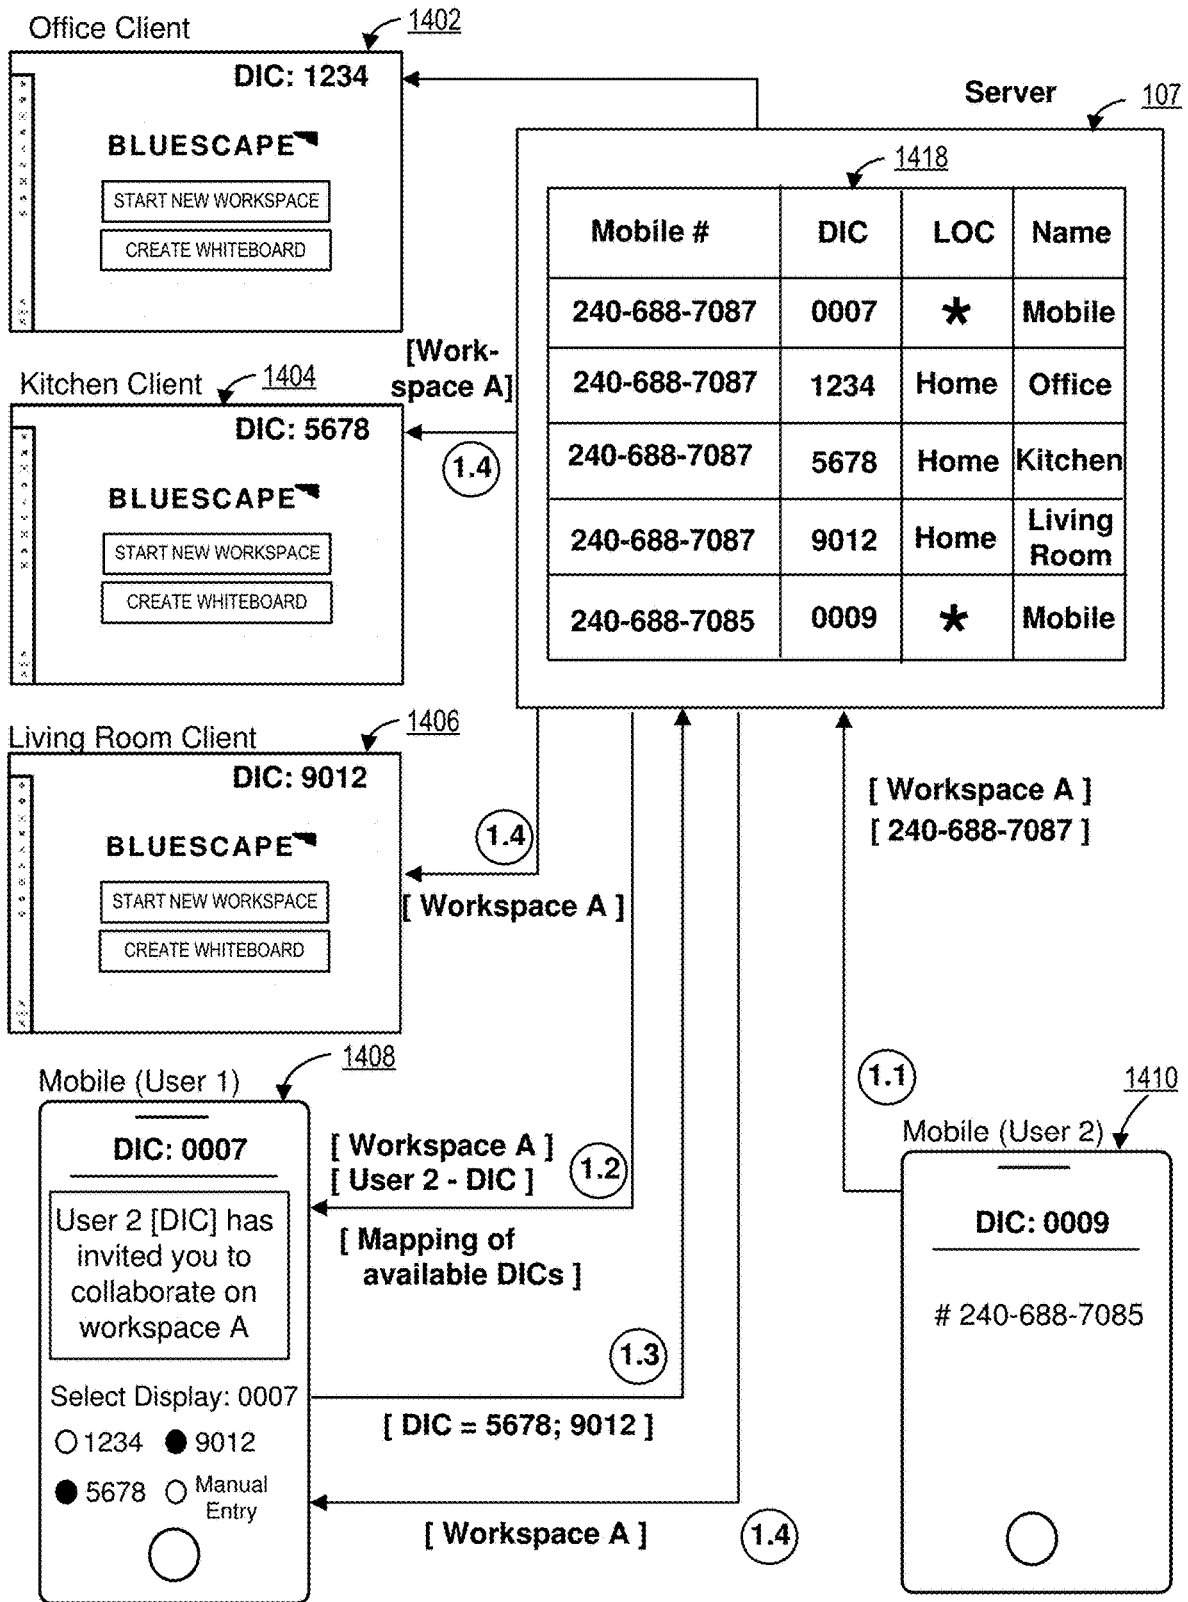 Office Client
1402
DIC: 1234
BLUESCAPE
START NEW WORKSPACE
CREATE WHITEBOARD
Kitchen Client
1404
DIC: 5678
BLUESCAPE
START NEW WORKSPACE
CREATE WHITEBOARD
[Work-
space A]
1.4
Living Room Client
1406
DIC: 9012
BLUESCAPE
START NEW WORKSPACE
CREATE WHITEBOARD
1.4
[ Workspace A ]
Server
107
1418
Mobile # DIC LOC Name
240-688-7087 0007 * Mobile
240-688-7087 1234 Home Office
240-688-7087 5678 Home Kitchen
240-688-7087 9012 Home Living
Room
240-688-7085 0009 * Mobile
[ Workspace A ]
[ 240-688-7087 ]
1.1
Mobile (User 1)
1408
DIC: 0007
User 2 [DIC] has
invited you to
collaborate on
workspace A
Select Display: 0007
1234 9012
5678 Manual
Entry
[ Workspace A ]
[ User 2 - DIC ]
1.2
[ Mapping of
available DICs ]
1.3
[ DIC = 5678; 9012 ]
[ Workspace A ]
1.4
1410
Mobile (User 2)
DIC: 0009
# 240-688-7085